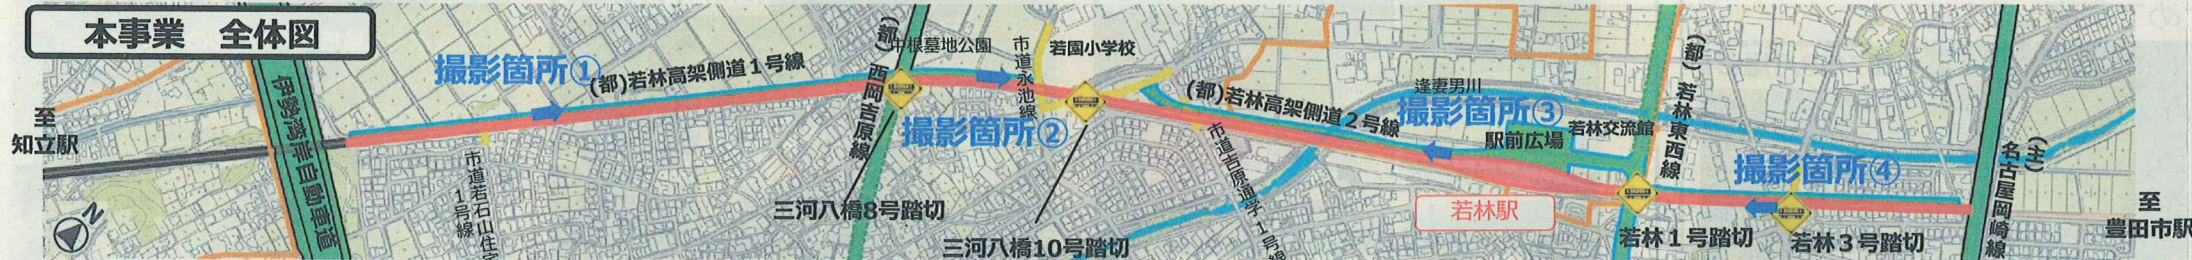 本事業 全体図
至
知立駅
伊勢湾岸自動車道
撮影箇所①
(都)若林高架側道1号線
市道若石山住宅
1号線
(都)
西岡吉原線
中根墓地公園
市道永池線
若園小学校
撮影箇所②
三河八橋8号踏切
三河八橋10号踏切
(都)若林高架側道2号線
市道吉原通学1号線
逢妻男川
撮影箇所③
駅前広場
若林交流館
若林駅
(都)若林東西線
若林1号踏切
撮影箇所④
若林3号踏切
(主)
名古屋岡崎線
至
豊田市駅
N